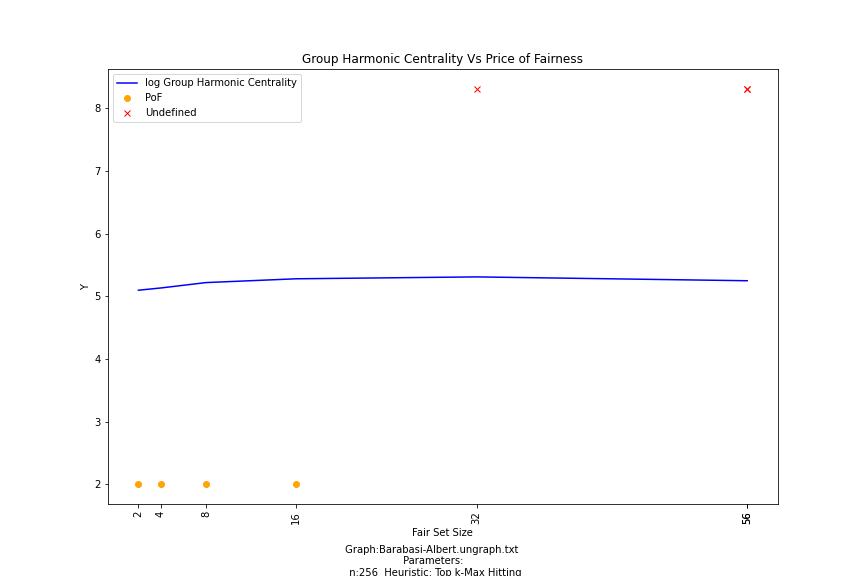 Group Harmonic Centrality Vs Price of Fairness
log Group Harmonic Centrality
PoF
Undefined
8
7
6
5
4
3
2
Y
2 4 8 16 32 56 56
Fair Set Size
Graph:Barabasi-Albert.ungraph.txt
Parameters:
n:256 Heuristic: Top k-Max Hitting